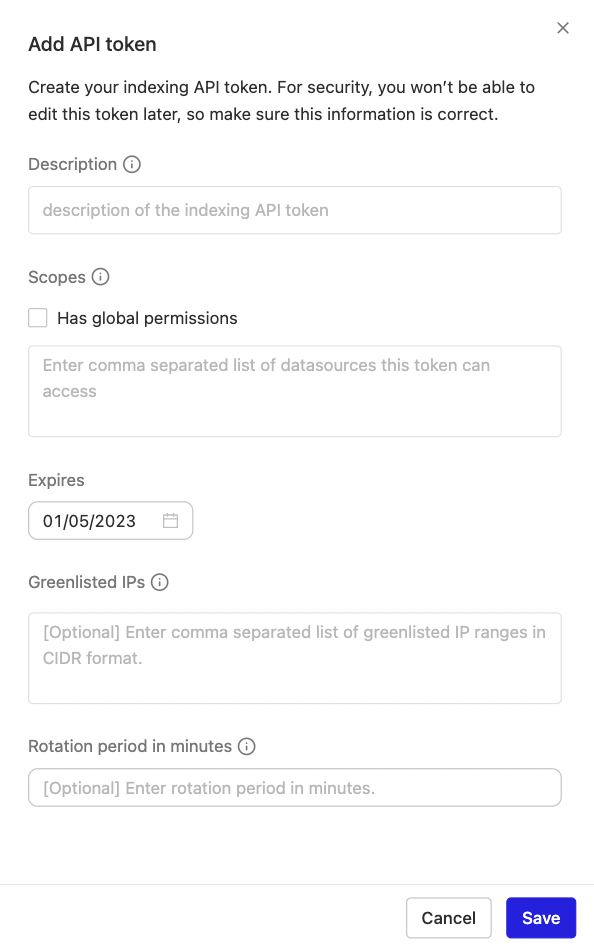 Add API token
Create your indexing API token. For security, you won't be able to
edit this token later, so make sure this information is correct.
Description
description of the indexing API token
Scopes
Has global permissions
Enter comma separated list of datasources this token can
access
Expires
01/05/2023
Greenlisted IPs
[Optional] Enter comma separated list of greenlisted IP ranges in
CIDR format.
Rotation period in minutes
[Optional] Enter rotation period in minutes.
Cancel Save